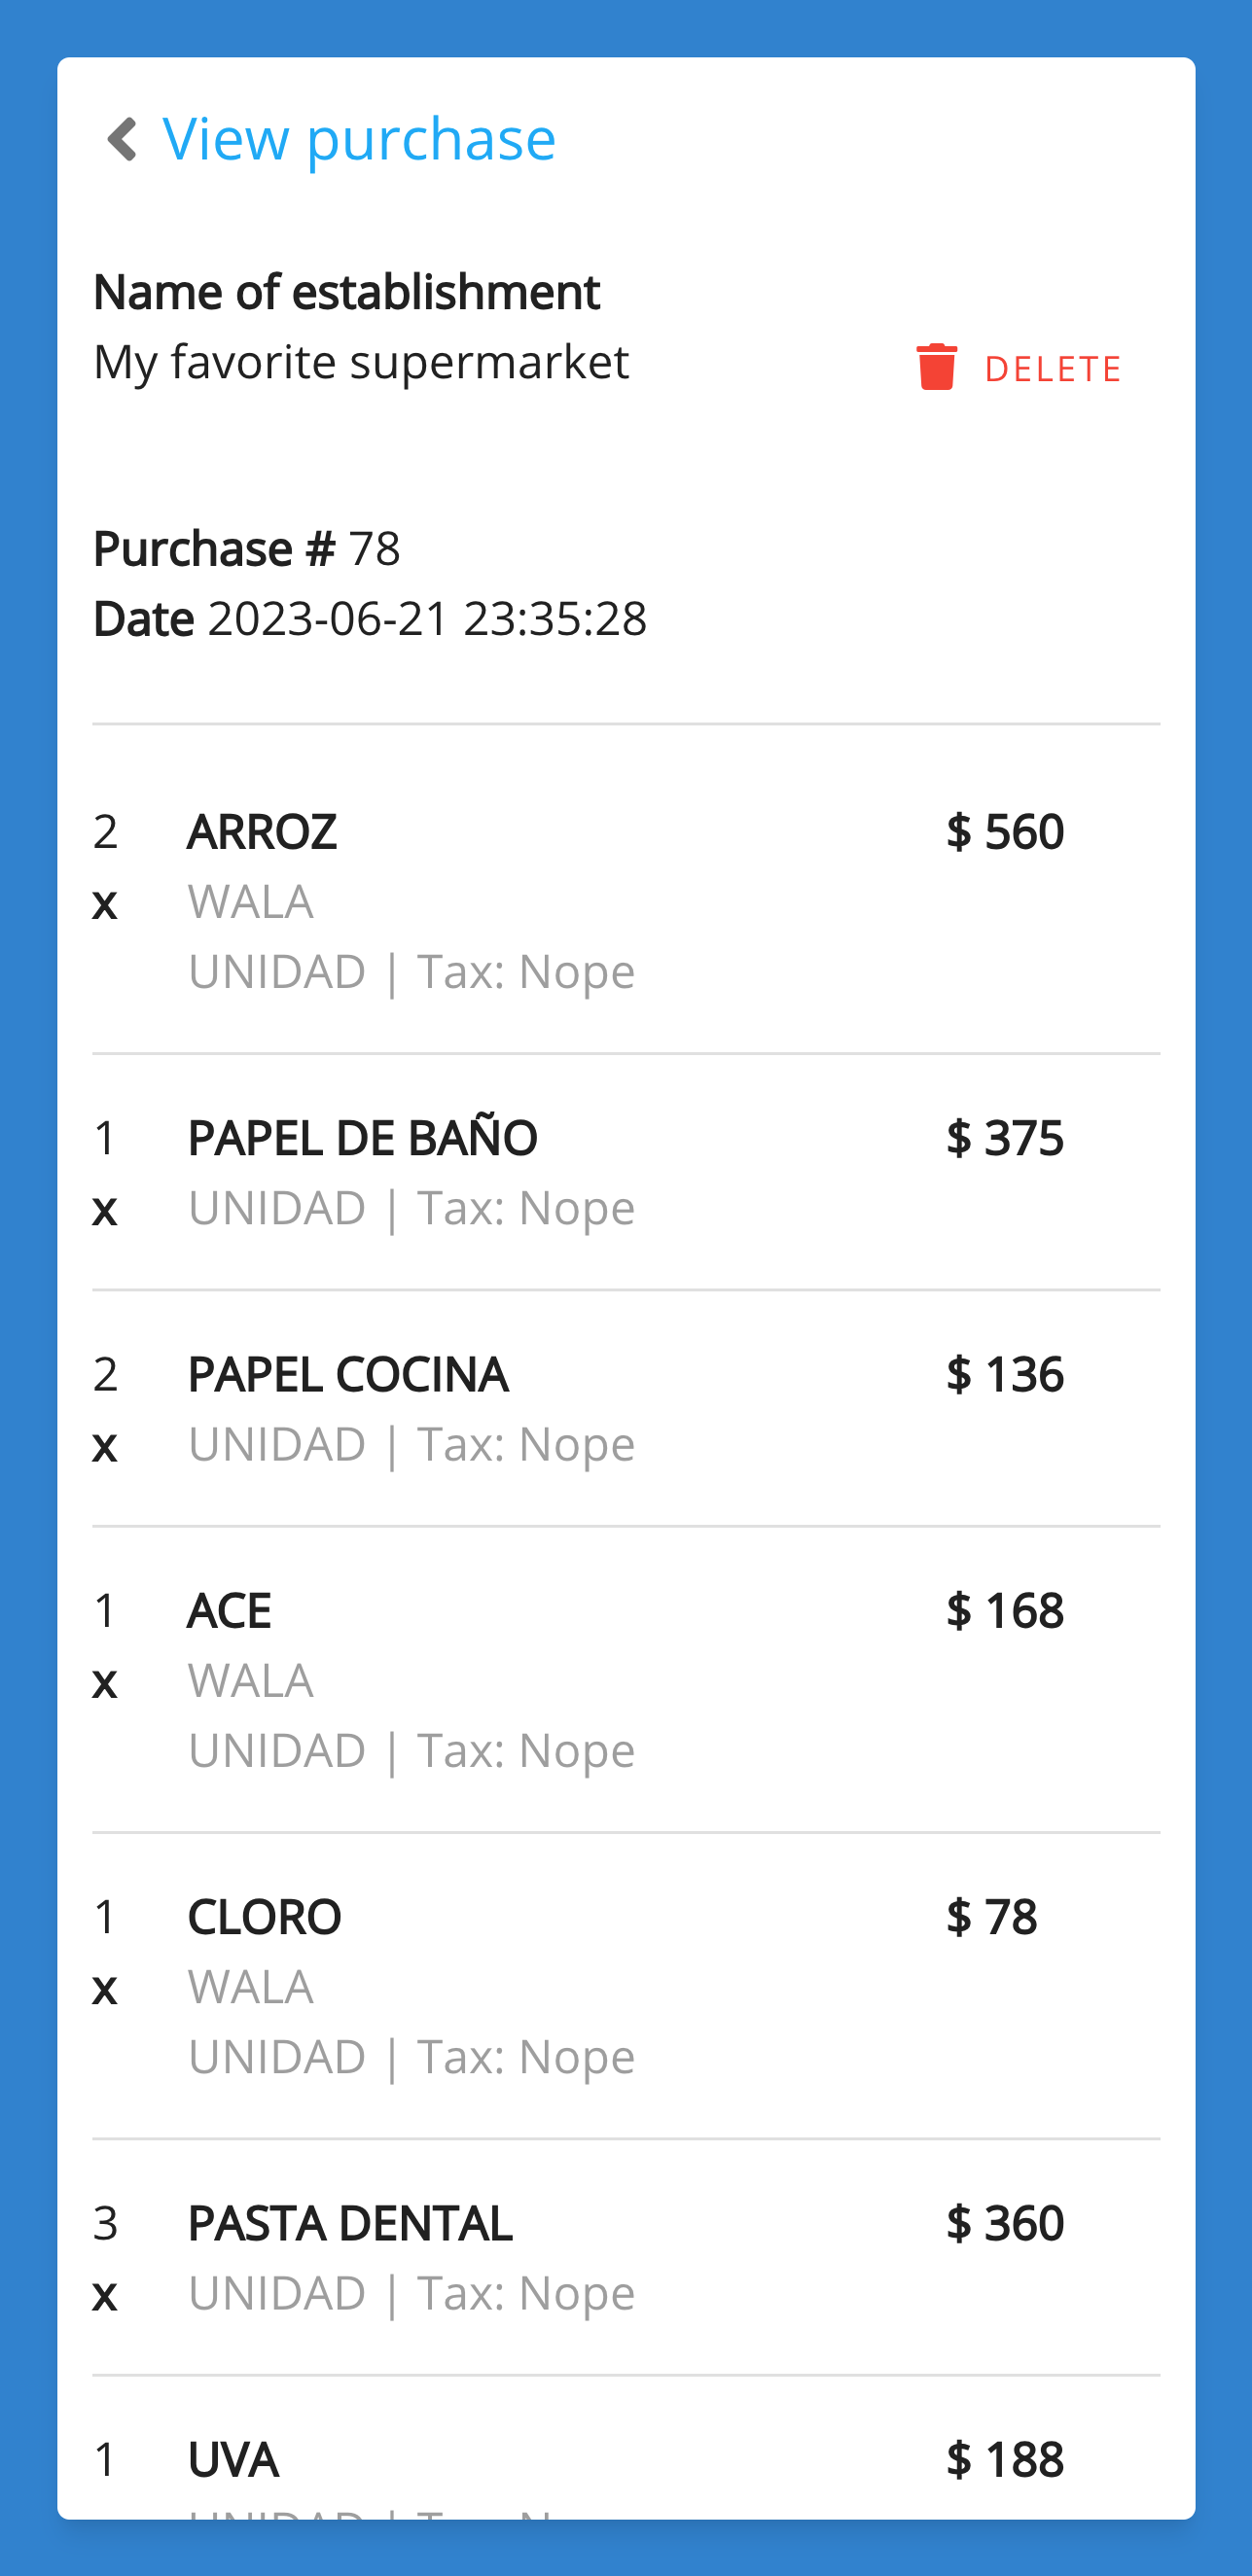 View purchase
Name of establishment
My favorite supermarket
DELETE
Purchase # 78
Date 2023-06-21 23:35:28
2 ARROZ $ 560
x WALA
UNIDAD | Tax: Nope
1 PAPEL DE BAÑO $ 375
x UNIDAD | Tax: Nope
2 PAPEL COCINA $ 136
x UNIDAD | Tax: Nope
1 ACE $ 168
x WALA
UNIDAD | Tax: Nope
1 CLORO $ 78
x WALA
UNIDAD | Tax: Nope
3 PASTA DENTAL $ 360
x UNIDAD | Tax: Nope
1 UVA $ 188